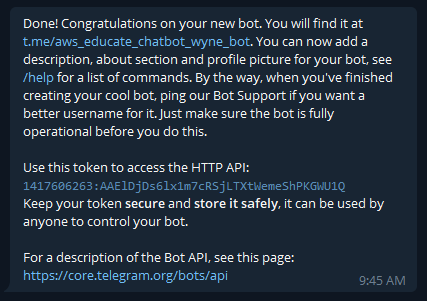 Done! Congratulations on your new bot. You will find it at
t.me/aws_educate_chatbot_wyne_bot. You can now add a
description, about section and profile picture for your bot, see
/help for a list of commands. By the way, when you've finished
creating your cool bot, ping our Bot Support if you want a
better username for it. Just make sure the bot is fully
operational before you do this.
Use this token to access the HTTP API:
1417606263:AAElDjDs6lx1m7cRSjLTXtWemeShPKGWU1Q
Keep your token secure and store it safely, it can be used by
anyone to control your bot.
For a description of the Bot API, see this page:
https://core.telegram.org/bots/api
9:45 AM